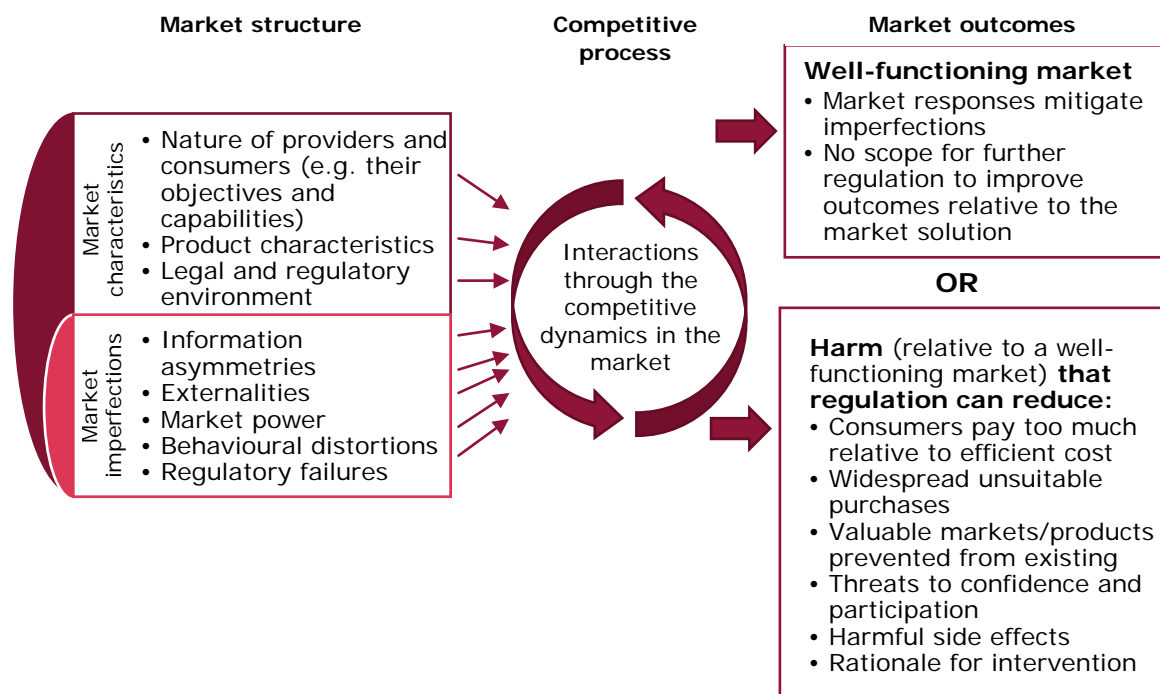 Market structure
Competitive
process
Market outcomes
Market
characteristics
• Nature of providers and
consumers (e.g. their
objectives and
capabilities)
• Product characteristics
• Legal and regulatory
environment
Market
imperfections
• Information
asymmetries
• Externalities
• Market power
• Behavioural distortions
• Regulatory failures
Interactions
through the
competitive
dynamics in the
market
Well-functioning market
• Market responses mitigate
imperfections
• No scope for further
regulation to improve
outcomes relative to the
market solution
OR
Harm (relative to a well-
functioning market) that
regulation can reduce:
• Consumers pay too much
relative to efficient cost
• Widespread unsuitable
purchases
• Valuable markets/products
prevented from existing
• Threats to confidence and
participation
• Harmful side effects
• Rationale for intervention